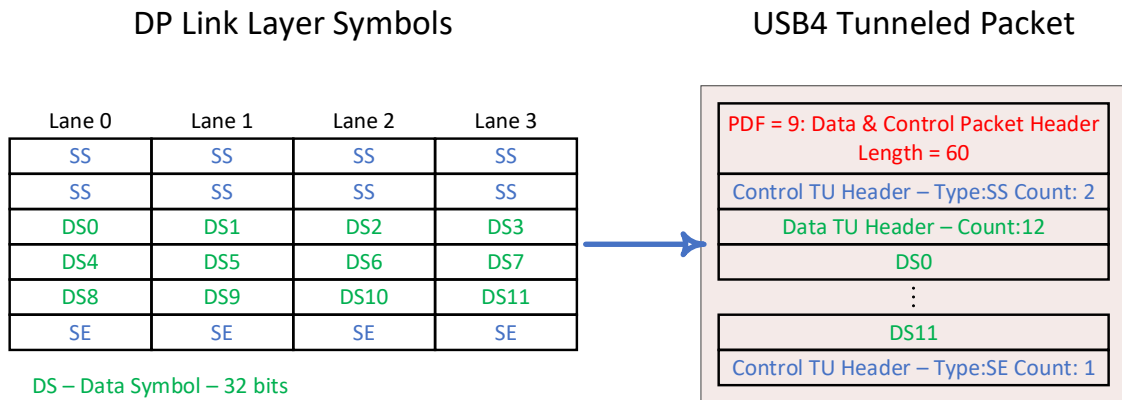 DP Link Layer Symbols
USB4 Tunneled Packet
Lane 0 Lane 1 Lane 2 Lane 3
SS SS SS SS
SS SS SS SS
DS0 DS1 DS2 DS3
DS4 DS5 DS6 DS7
DS8 DS9 DS10 DS11
SE SE SE SE
DS – Data Symbol – 32 bits
PDF = 9: Data & Control Packet Header
Length = 60
Control TU Header – Type:SS Count: 2
Data TU Header – Count:12
DS0
⋮
DS11
Control TU Header – Type:SE Count: 1